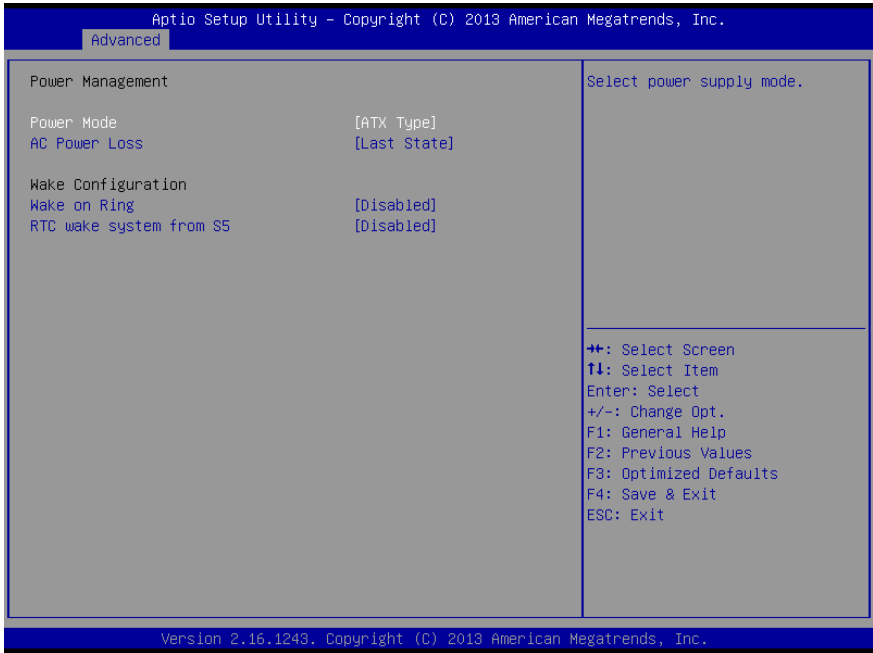 Aptio Setup Utility – Copyright (C) 2013 American Megatrends, Inc.
Advanced
Power Management
Power Mode [ATX Type]
AC Power Loss [Last State]
Wake Configuration
Wake on Ring [Disabled]
RTC wake system from S5 [Disabled]
Select power supply mode.
→←: Select Screen
↑↓: Select Item
Enter: Select
+/-: Change Opt.
F1: General Help
F2: Previous Values
F3: Optimized Defaults
F4: Save & Exit
ESC: Exit
Version 2.16.1243. Copyright (C) 2013 American Megatrends, Inc.